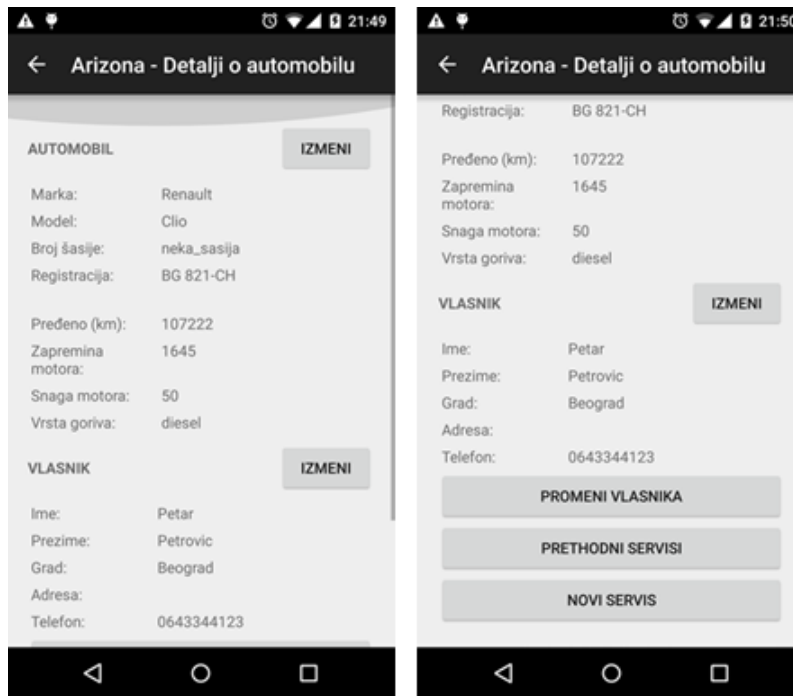 21:49
Arizona - Detalji o automobilu
AUTOMOBIL
IZMENI
Marka: Renault
Model: Clio
Broj šasije: neka_sasija
Registracija: BG 821-CH
Pređeno (km): 107222
Zapremina
motora: 1645
Snaga motora: 50
Vrsta goriva: diesel
VLASNIK
IZMENI
Ime: Petar
Prezime: Petrovic
Grad: Beograd
Adresa:
Telefon: 0643344123
21:50
Arizona - Detalji o automobilu
Registracija: BG 821-CH
Pređeno (km): 107222
Zapremina
motora: 1645
Snaga motora: 50
Vrsta goriva: diesel
VLASNIK
IZMENI
Ime: Petar
Prezime: Petrovic
Grad: Beograd
Adresa:
Telefon: 0643344123
PROMENI VLASNIKA
PRETHODNI SERVISI
NOVI SERVIS